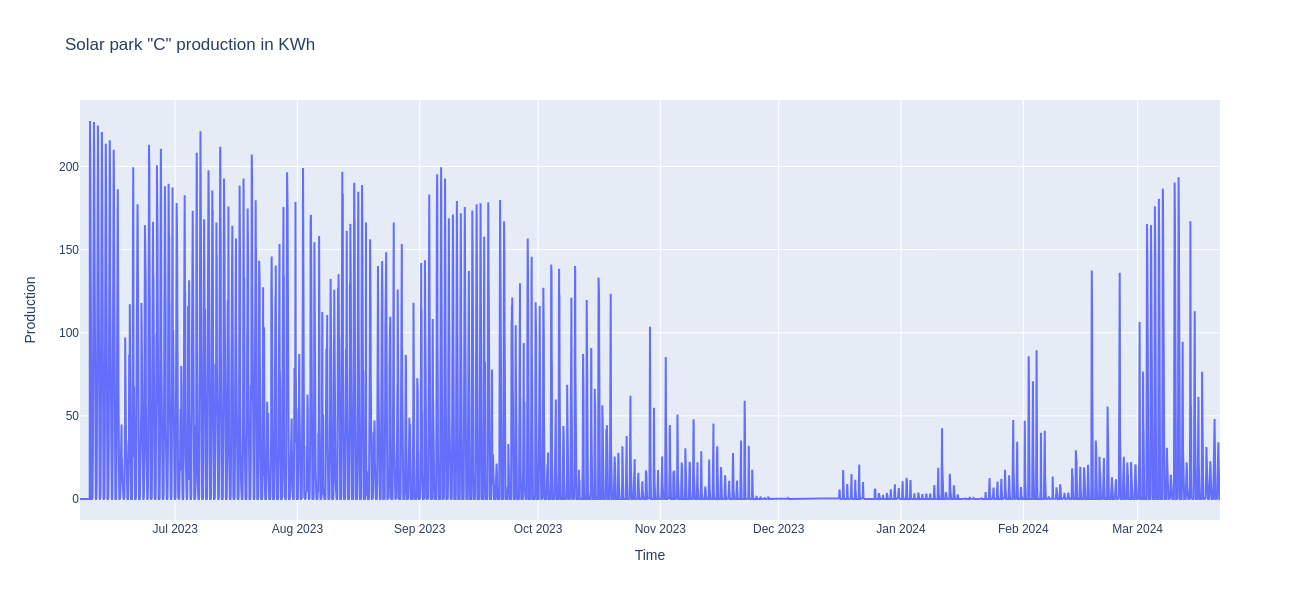 Solar park "C" production in KWh
Production
200
150
100
50
0
Jul 2023 Aug 2023 Sep 2023 Oct 2023 Nov 2023 Dec 2023 Jan 2024 Feb 2024 Mar 2024
Time